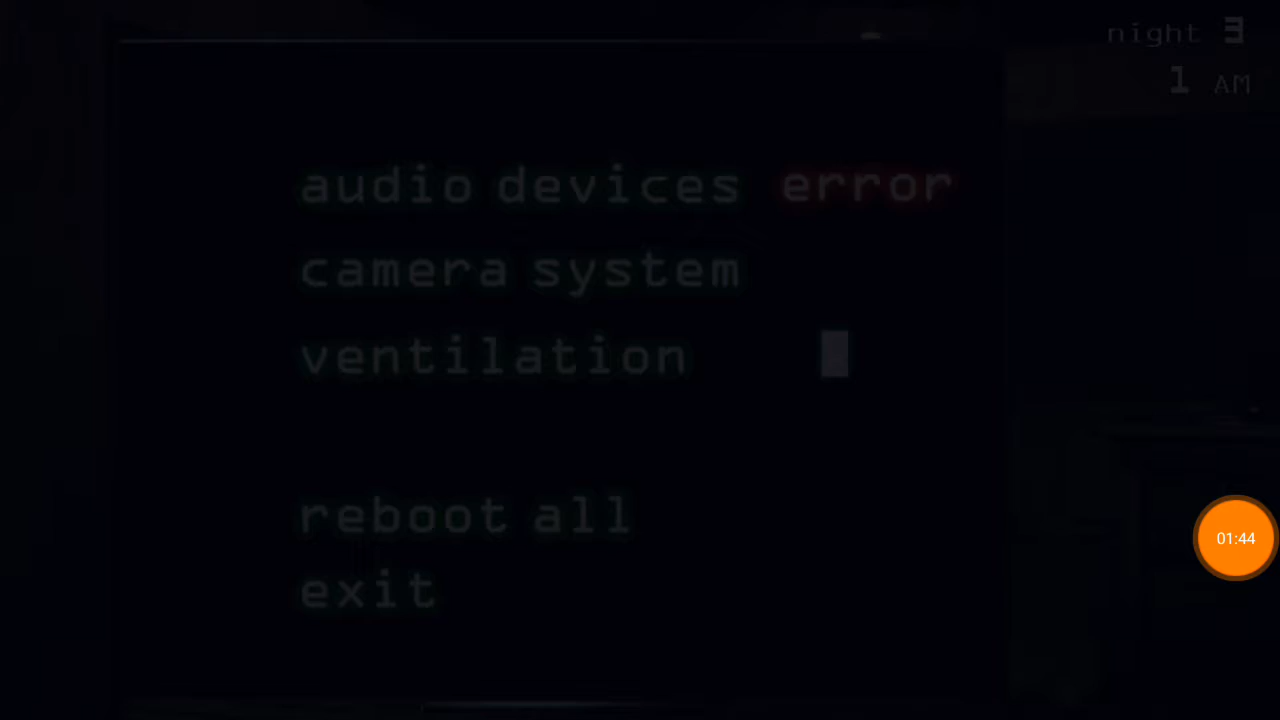 night 3
1 AM
audio devices error
camera system
ventilation
reboot all
exit
01:44